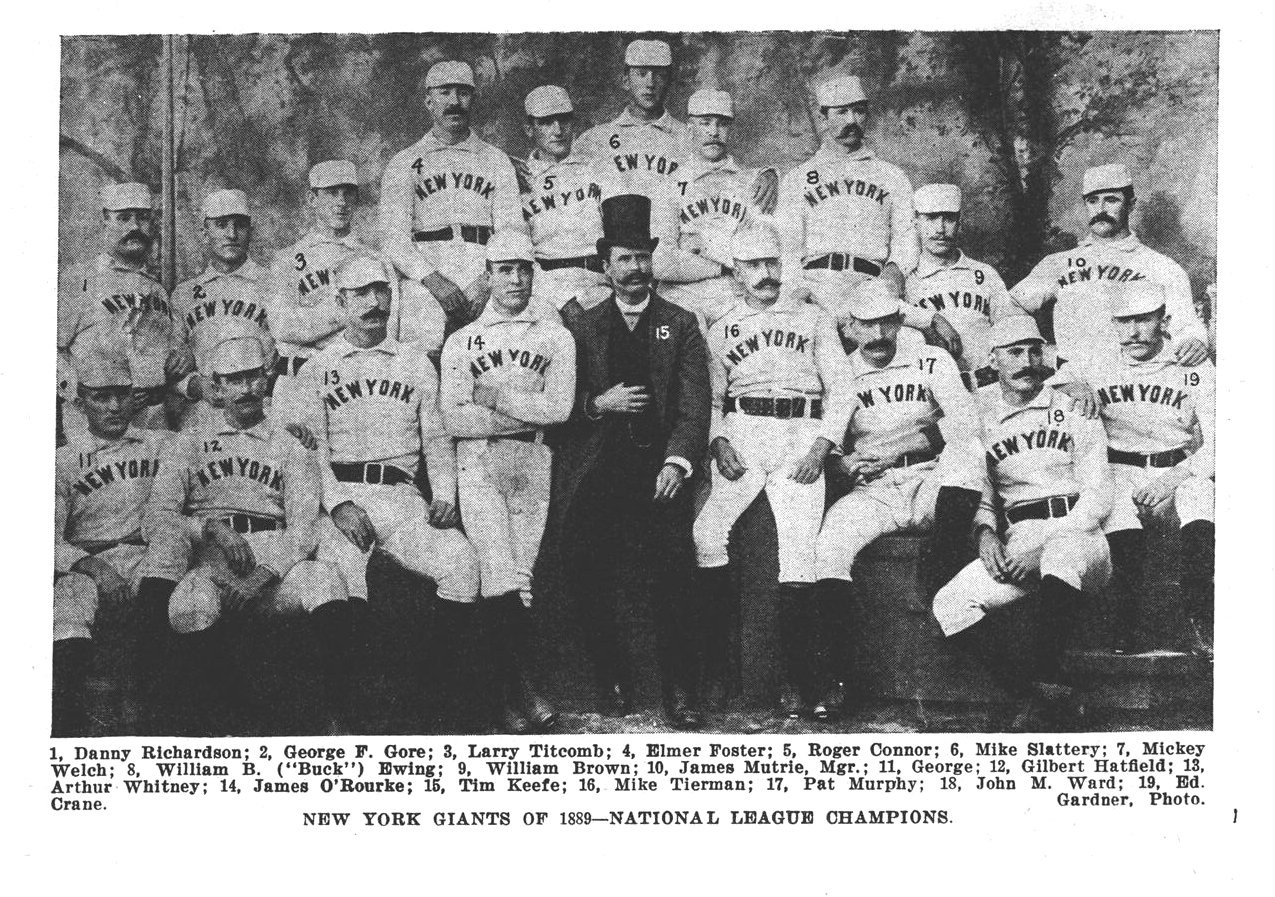 4
NEW YORK
5
NEW YORK
6
EW YOR
7
NEW YORK
8
NEW YORK
1
NEW YORK
2
NEW YORK
3
NEW
9
NEW YORK
10
NEW YORK
11
NEW YORK
12
NEW YORK
13
NEW YORK
14
NEW YORK
15
16
NEW YORK
17
W YORK
18
NEW YORK
19
NEW YORK
1, Danny Richardson; 2, George F. Gore; 3, Larry Titcomb; 4, Elmer Foster; 5, Roger Connor; 6, Mike Slattery; 7, Mickey
Welch; 8, William B. ("Buck") Ewing; 9, William Brown; 10, James Mutrie, Mgr.; 11, George; 12, Gilbert Hatfield; 13,
Arthur Whitney; 14, James O'Rourke; 15, Tim Keefe; 16, Mike Tierman; 17, Pat Murphy; 18, John M. Ward; 19, Ed.
Crane. Gardner, Photo.
NEW YORK GIANTS OF 1889—NATIONAL LEAGUE CHAMPIONS.